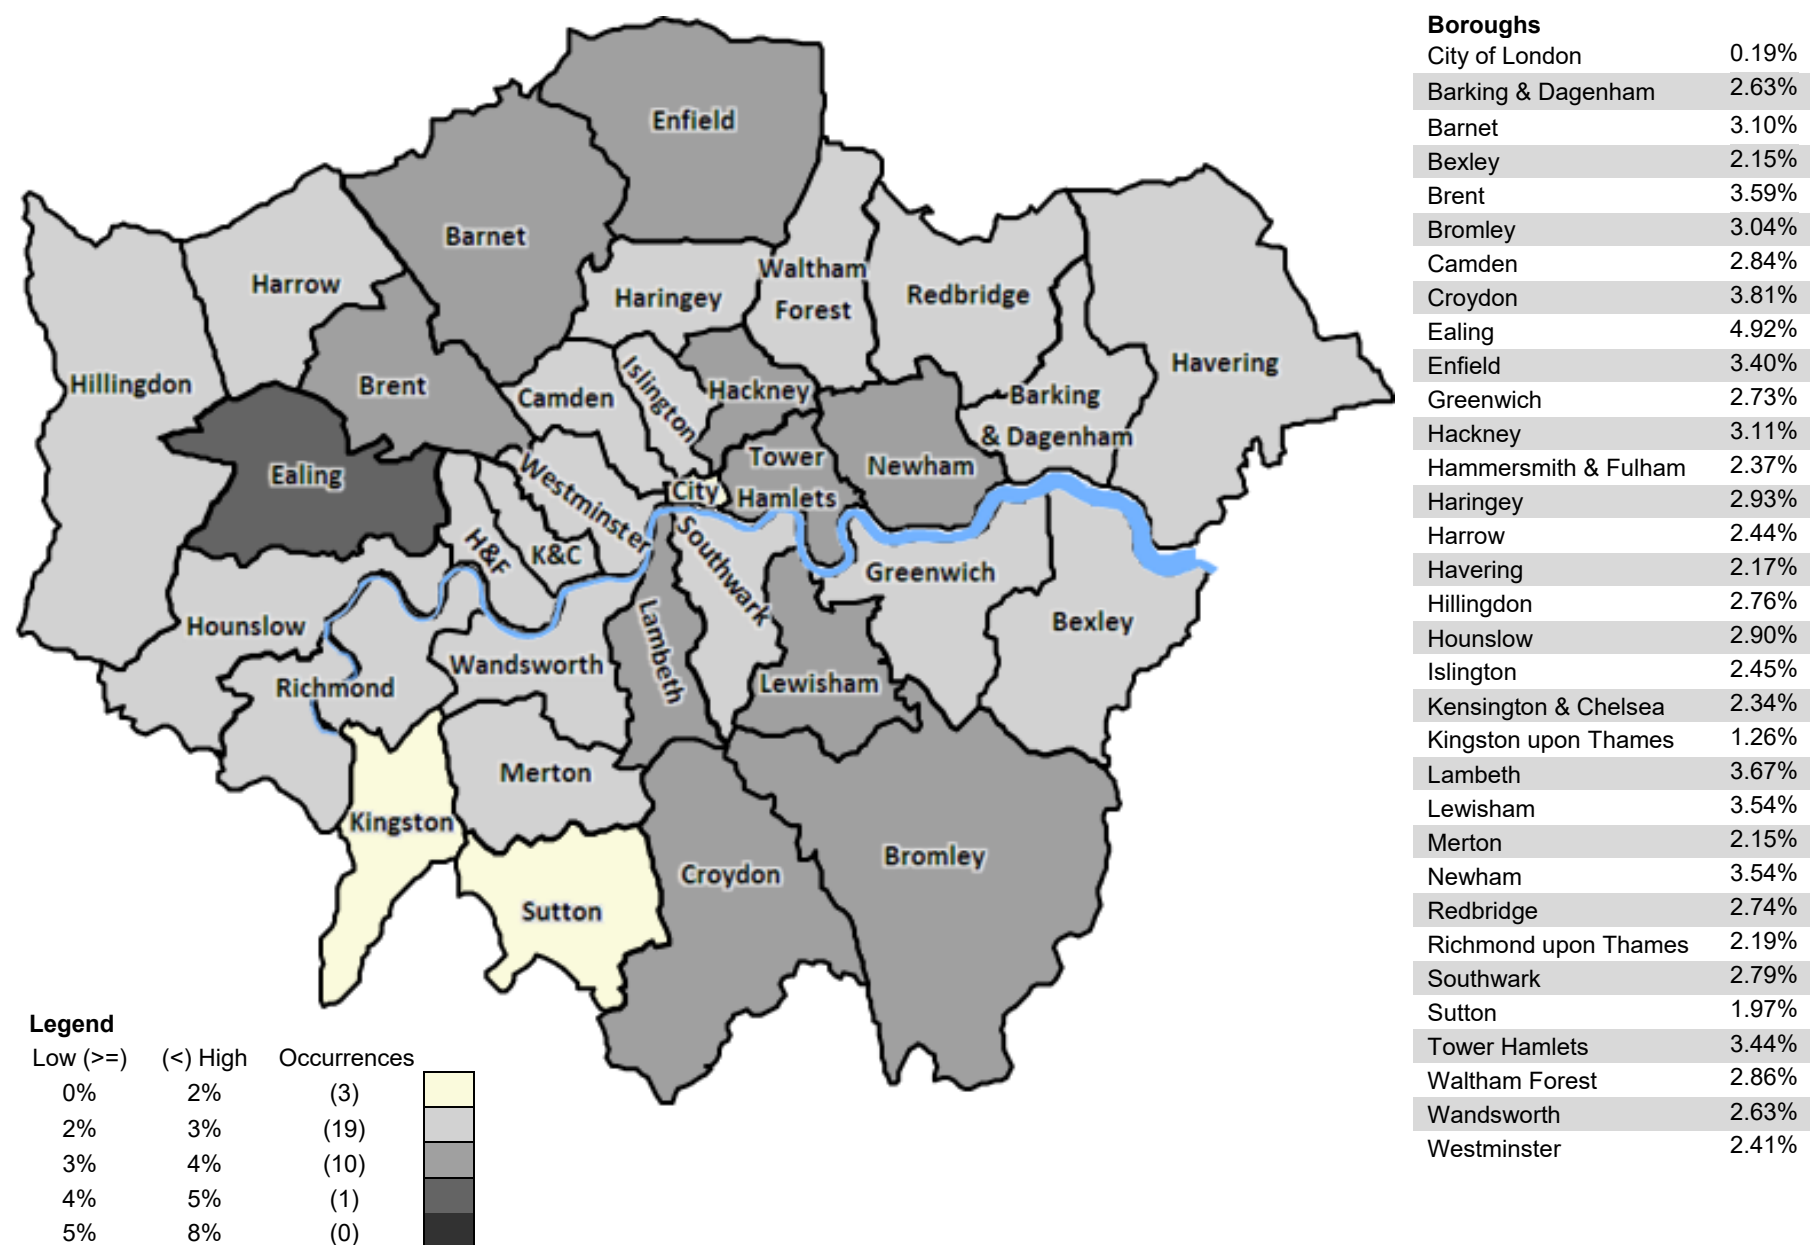 Enfield
Barnet
Harrow
Haringey
Waltham
Forest
Redbridge
Havering
Hillingdon
Brent
Camden
Islington
Hackney
Barking
& Dagenham
Ealing
Westminster
City
Tower
Hamlets
Newham
H&F
K&C
Southwark
Greenwich
Bexley
Hounslow
Richmond
Wandsworth
Lambeth
Lewisham
Merton
Kingston
Sutton
Croydon
Bromley
Legend
Low (>=) (<) High Occurrences
0% 2% (3)
2% 3% (19)
3% 4% (10)
4% 5% (1)
5% 8% (0)
Boroughs
City of London 0.19%
Barking & Dagenham 2.63%
Barnet 3.10%
Bexley 2.15%
Brent 3.59%
Bromley 3.04%
Camden 2.84%
Croydon 3.81%
Ealing 4.92%
Enfield 3.40%
Greenwich 2.73%
Hackney 3.11%
Hammersmith & Fulham 2.37%
Haringey 2.93%
Harrow 2.44%
Havering 2.17%
Hillingdon 2.76%
Hounslow 2.90%
Islington 2.45%
Kensington & Chelsea 2.34%
Kingston upon Thames 1.26%
Lambeth 3.67%
Lewisham 3.54%
Merton 2.15%
Newham 3.54%
Redbridge 2.74%
Richmond upon Thames 2.19%
Southwark 2.79%
Sutton 1.97%
Tower Hamlets 3.44%
Waltham Forest 2.86%
Wandsworth 2.63%
Westminster 2.41%